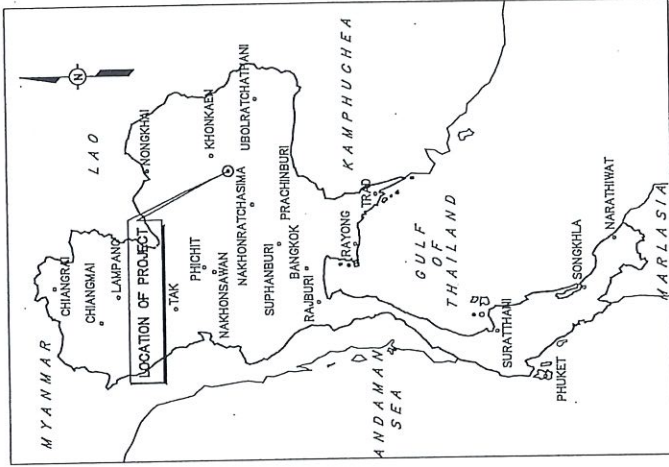 MYANMAR
LAO
CHIANGRAI
CHIANGMAI
LAMPANG
NONGKHAI
LOCATION OF PROJECT
TAK
PHICHIT
KHONKAEN
NAKHONSAWAN
NAKHONRATCHASIMA
UBOLRATCHATHANI
SUPHANBURI
PRACHINBURI
BANGKOK
RAJBURI
RAYONG
TRAD
KAMPHUCHEA
ANDAMAN
SEA
GULF
OF
THAILAND
SURATTHANI
PHUKET
SONGKHLA
NARATHIWAT
MARLASIA
N